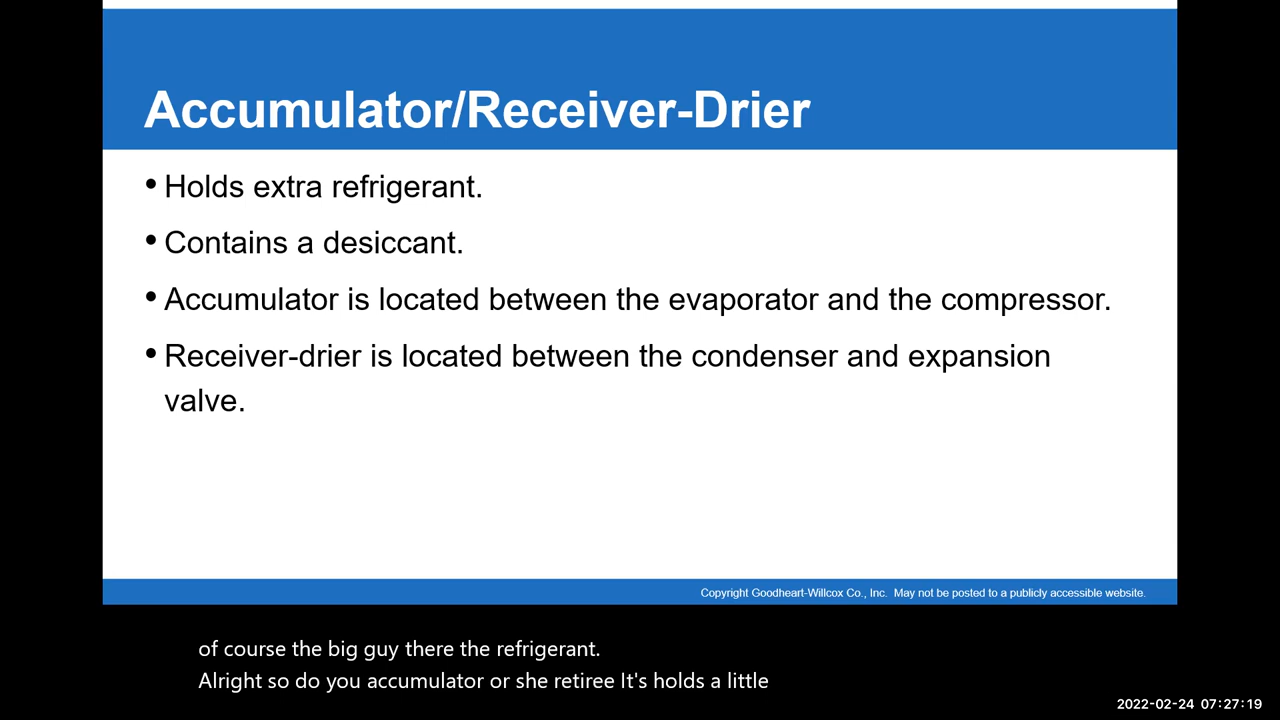 Accumulator/Receiver-Drier
• Holds extra refrigerant.
• Contains a desiccant.
• Accumulator is located between the evaporator and the compressor.
• Receiver-drier is located between the condenser and expansion
valve.
Copyright Goodheart-Willcox Co., Inc. May not be posted to a publicly accessible website.
of course the big guy there the refrigerant.
Alright so do you accumulator or she retiree It's holds a little
2022-02-24 07:27:19